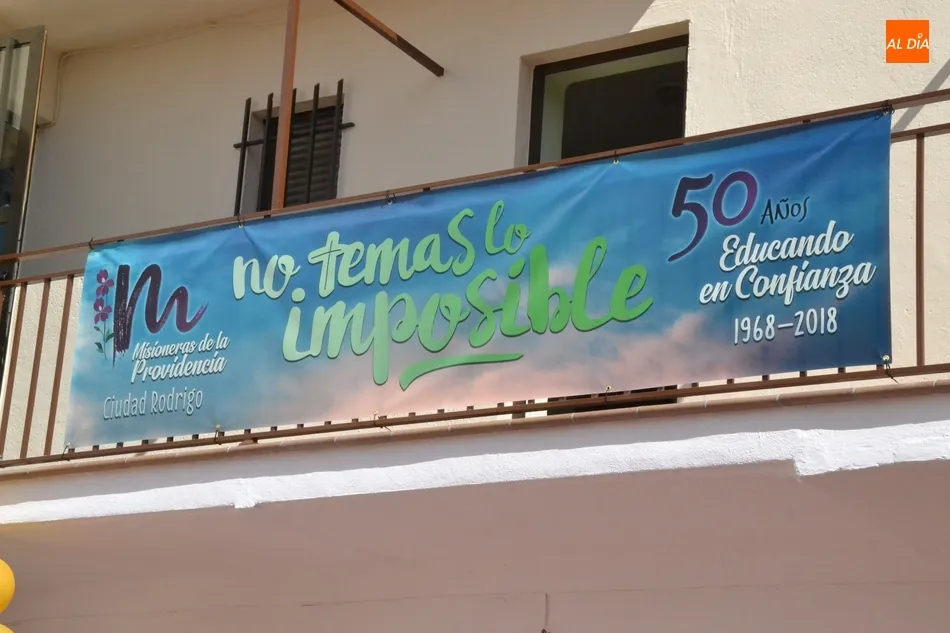 AL DÍA
m
Misioneras de la
Providencia
Ciudad Rodrigo
no temas lo
imposible
50 AÑOS
Educando
en Confianza
1968-2018